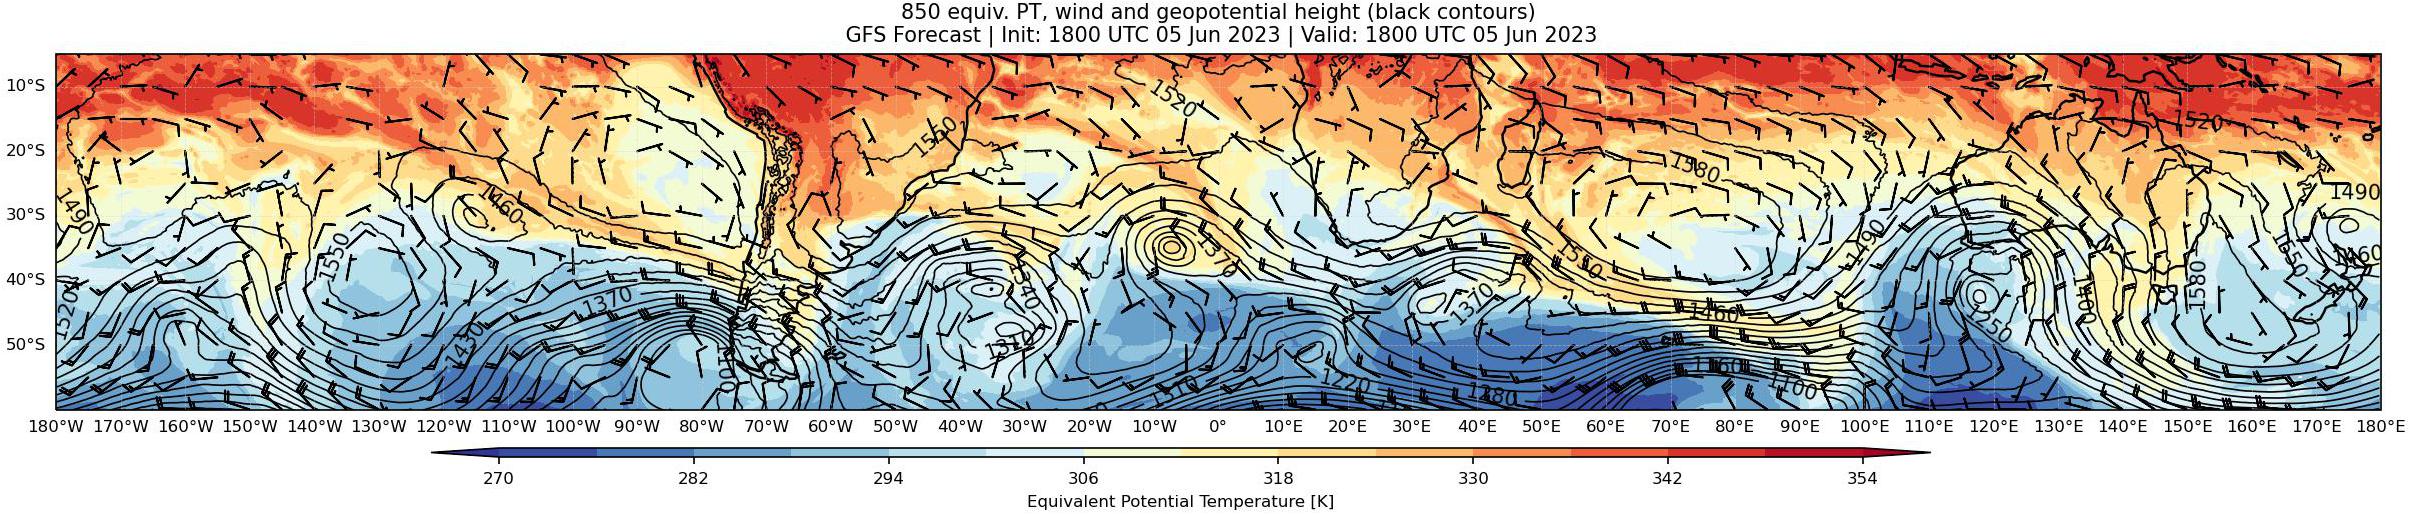 850 equiv. PT, wind and geopotential height (black contours)
GFS Forecast | Init: 1800 UTC 05 Jun 2023 | Valid: 1800 UTC 05 Jun 2023
10°S
20°S
30°S
40°S
50°S
1520
1550
1520
1580
1490
1460
1490
1490
1550
1370
1550
1340
1550
1460
1520
1370
1370
1460
1400
1580
1430
1310
1250
1100
1310
1220
1280
1160
1100
180°W 170°W 160°W 150°W 140°W 130°W 120°W 110°W 100°W 90°W 80°W 70°W 60°W 50°W 40°W 30°W 20°W 10°W 0° 10°E 20°E 30°E 40°E 50°E 60°E 70°E 80°E 90°E 100°E 110°E 120°E 130°E 140°E 150°E 160°E 170°E 180°E
270 282 294 306 318 330 342 354
Equivalent Potential Temperature [K]